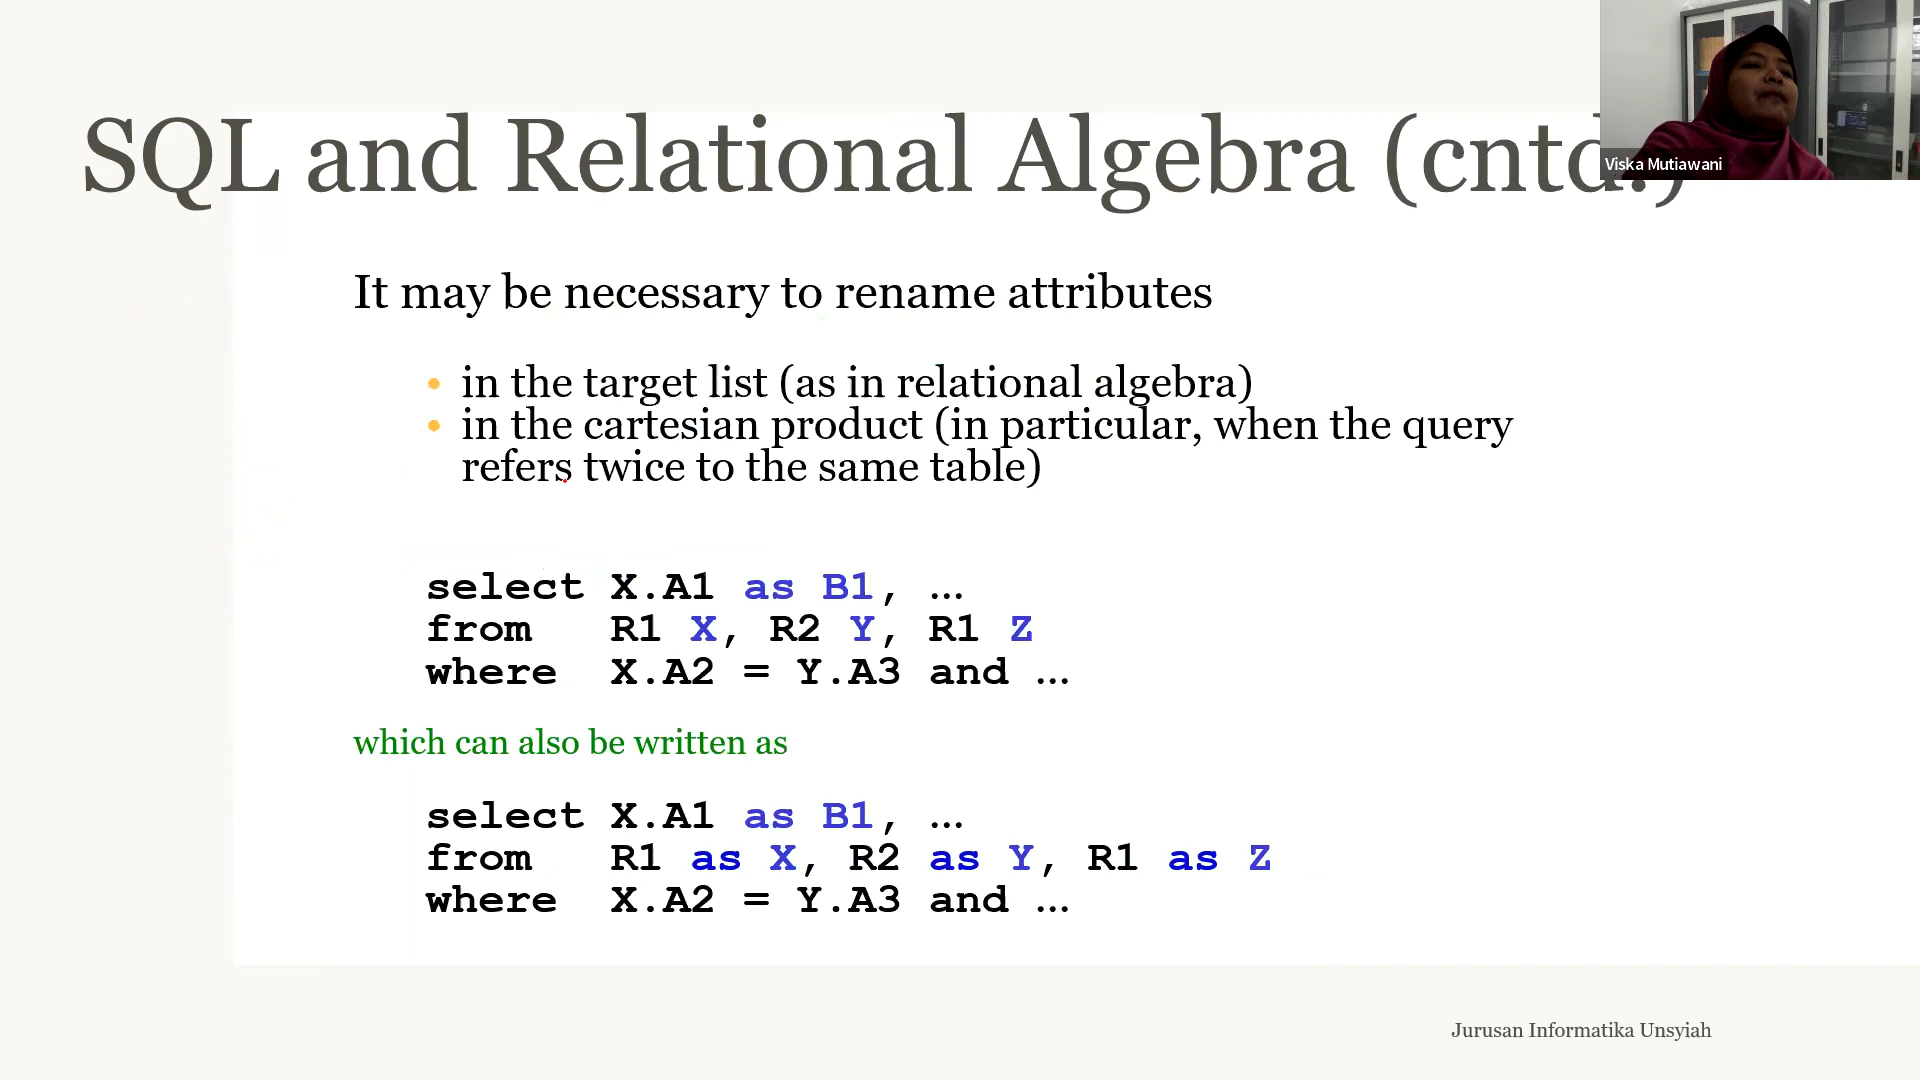 SQL and Relational Algebra (cntd.)
Viska Mutiawani
It may be necessary to rename attributes
• in the target list (as in relational algebra)
• in the cartesian product (in particular, when the query
refers twice to the same table)
select X.A1 as B1, ...
from R1 X, R2 Y, R1 Z
where X.A2 = Y.A3 and ...
which can also be written as
select X.A1 as B1, ...
from R1 as X, R2 as Y, R1 as Z
where X.A2 = Y.A3 and ...
Jurusan Informatika Unsyiah